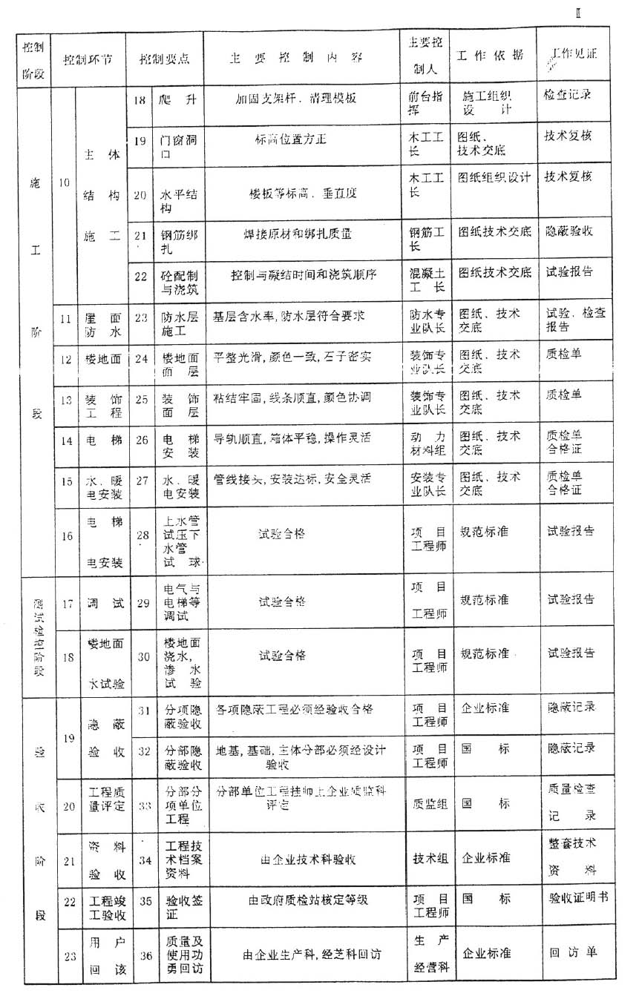 Ⅱ
控制阶段 控制环节 控制要点 主要控制内容 主要控制人 工作依据 工作见证
施工阶段 10 主体结构施工 18 爬升 加固支架杆、清理模板 前台指挥 施工组织设计 检查记录
19 门窗洞口 标高位置方正 木工工长 图纸、技术交底 技术复核
20 水平结构 楼板等标高、垂直度 木工工长 图纸组织设计 技术复核
21 钢筋绑扎 焊接原材和绑扎质量 钢筋工长 图纸技术交底 隐蔽验收
22 砼配制与浇筑 控制与凝结时间和浇筑顺序 混凝土工长 图纸技术交底 试验报告
11 屋面防水 23 防水层施工 基层含水率,防水层符合要求 防水专业队长 图纸、技术交底 试验、检查报告
12 楼地面 24 楼地面面层 平整光滑,颜色一致,石子密实 装饰专业队长 图纸、技术交底 质检单
13 装饰工程 25 装饰面层 粘结牢固,线条顺直,颜色协调 装饰专业队长 图纸、技术交底 质检单
14 电梯 26 电梯安装 导轨顺直,箱体平稳,操作灵活 动力材料组 图纸、技术交底 质检单合格证
15 水、暖电安装 27 水、暖电安装 管线接头,安装达标,安全灵活 安装专业队长 图纸、技术交底 质检单合格证
16 电梯电安装 28 上水管试压下水管试球 试验合格 项目工程师 规范标准 试验报告
测试检控阶段 17 调试 29 电气与电梯等调试 试验合格 项目工程师 规范标准 试验报告
18 楼地面水试验 30 楼地面浇水,渗水试验 试验合格 项目工程师 规范标准 试验报告
验收阶段 19 隐蔽验收 31 分项隐蔽验收 各项隐蔽工程必须经验收合格 项目工程师 企业标准 隐蔽记录
32 分部隐蔽验收 地基,基础,主体分部必须经设计验收 项目工程师 国标 隐蔽记录
20 工程质量评定 33 分部分项单位工程 分部单位工程挂师上企业质监科评定 质监组 国标 质量检查记录
21 资料验收 34 工程技术档案资料 由企业技术科验收 技术组 企业标准 整套技术资料
22 工程竣工验收 35 验收签证 由政府质检站核定等级 项目工程师 国标 验收证明书
23 用户回该 36 质量及使用功勇回访 由企业生产科,经芝科回访 生产经营科 企业标准 回访单